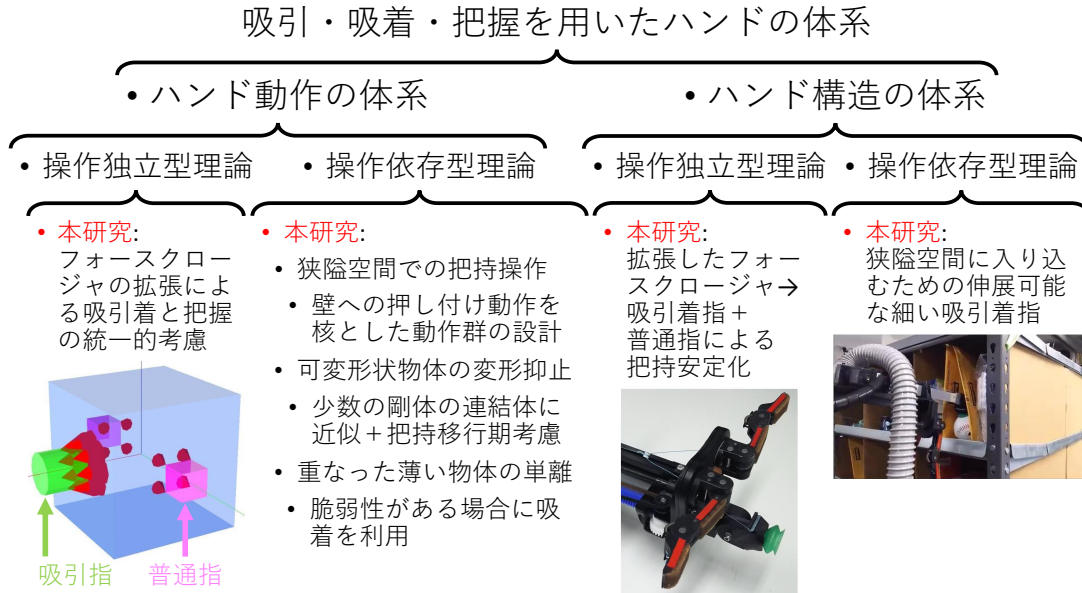 吸引・吸着・把握を用いたハンドの体系
• ハンド動作の体系
• 操作独立型理論
• 本研究:
フォースクロー
ジャの拡張によ
る吸引着と把握
の統一的考慮
吸引指
普通指
• 操作依存型理論
• 本研究:
• 狭隘空間での把持操作
• 壁への押し付け動作を
核とした動作群の設計
• 可変形状物体の変形抑止
• 少数の剛体の連結体に
近似＋把持移行期考慮
• 重なった薄い物体の単離
• 脆弱性がある場合に吸
着を利用
• ハンド構造の体系
• 操作独立型理論
• 本研究:
拡張したフォー
スクロージャ→
吸引着指＋
普通指による
把持安定化
• 操作依存型理論
• 本研究:
狭隘空間に入り込
むための伸展可能
な細い吸引着指